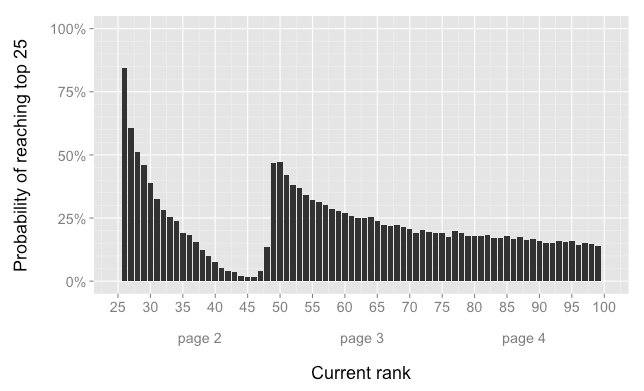 Probability of reaching top 25
100%
75%
50%
25%
0%
25 30 35 40 45 50 55 60 65 70 75 80 85 90 95 100
page 2 page 3 page 4
Current rank